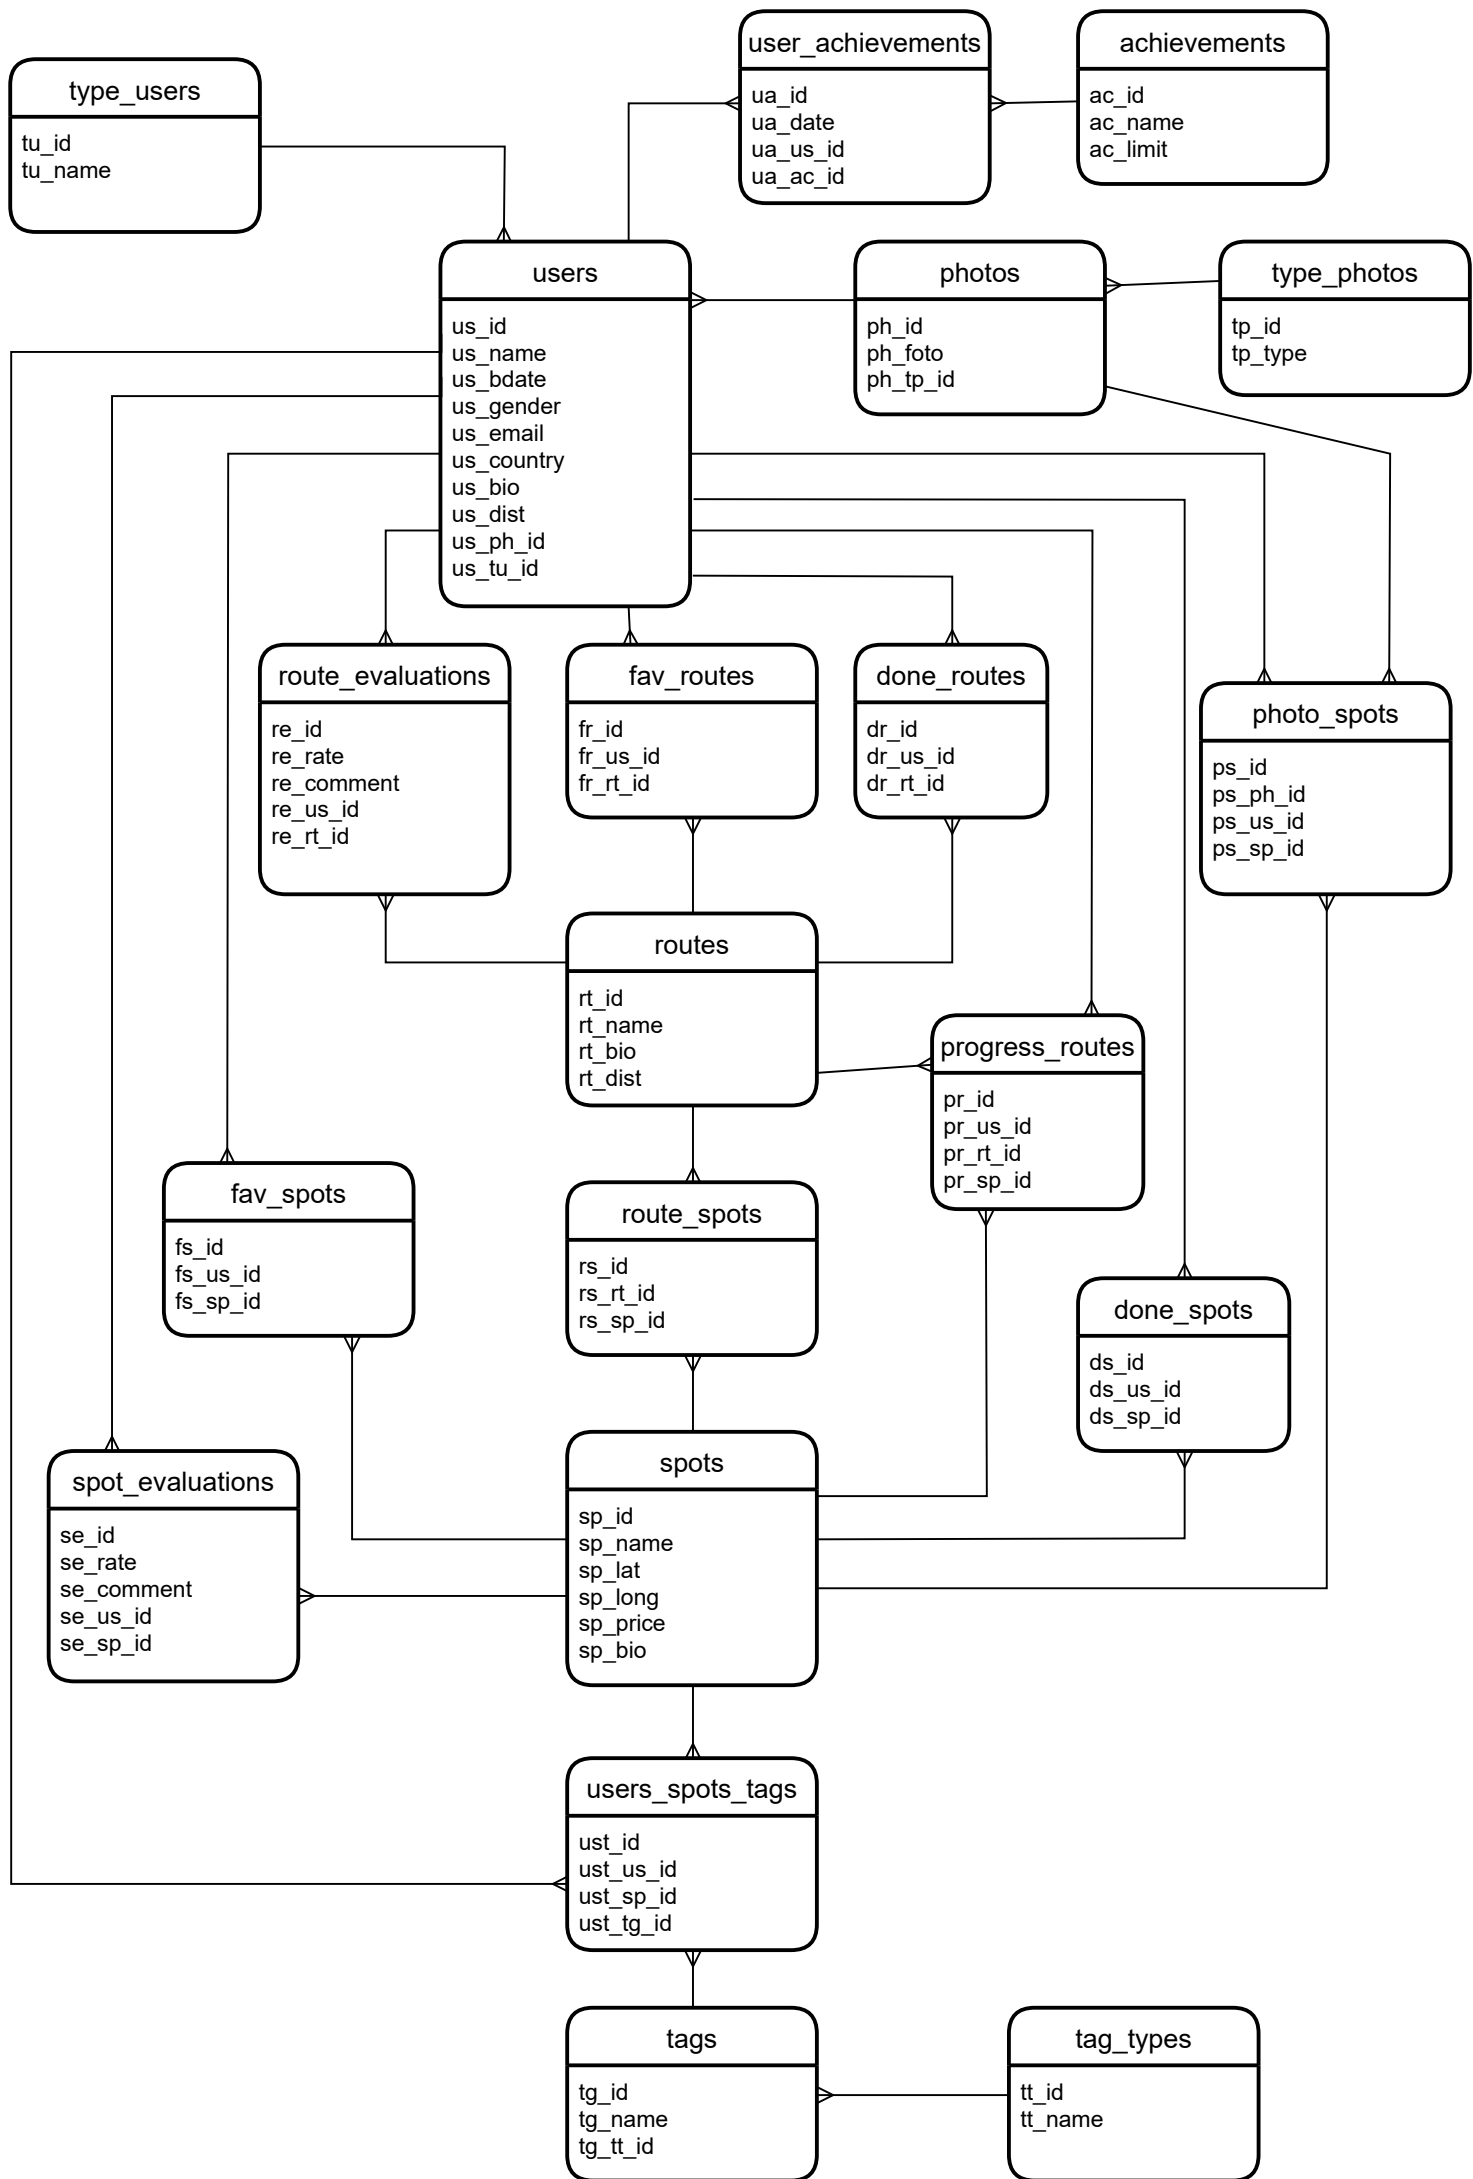 user_achievements
ua_id
ua_date
ua_us_id
ua_ac_id
achievements
ac_id
ac_name
ac_limit
type_users
tu_id
tu_name
users
us_id
us_name
us_bdate
us_gender
us_email
us_country
us_bio
us_dist
us_ph_id
us_tu_id
photos
ph_id
ph_foto
ph_tp_id
type_photos
tp_id
tp_type
route_evaluations
re_id
re_rate
re_comment
re_us_id
re_rt_id
fav_routes
fr_id
fr_us_id
fr_rt_id
done_routes
dr_id
dr_us_id
dr_rt_id
photo_spots
ps_id
ps_ph_id
ps_us_id
ps_sp_id
routes
rt_id
rt_name
rt_bio
rt_dist
progress_routes
pr_id
pr_us_id
pr_rt_id
pr_sp_id
fav_spots
fs_id
fs_us_id
fs_sp_id
route_spots
rs_id
rs_rt_id
rs_sp_id
done_spots
ds_id
ds_us_id
ds_sp_id
spot_evaluations
se_id
se_rate
se_comment
se_us_id
se_sp_id
spots
sp_id
sp_name
sp_lat
sp_long
sp_price
sp_bio
users_spots_tags
ust_id
ust_us_id
ust_sp_id
ust_tg_id
tags
tg_id
tg_name
tg_tt_id
tag_types
tt_id
tt_name